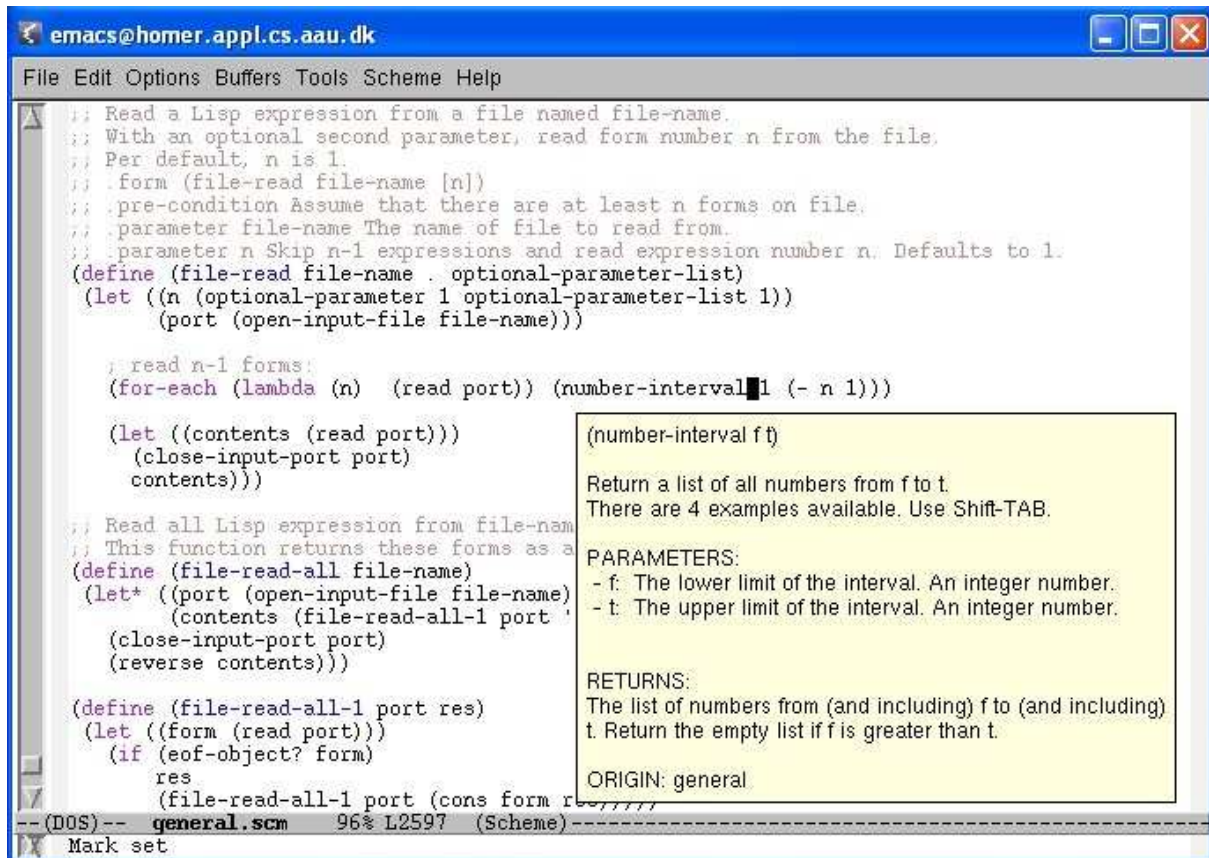 emacs@homer.appl.cs.aau.dk
File Edit Options Buffers Tools Scheme Help
;; Read a Lisp expression from a file named file-name.
;; With an optional second parameter, read form number n from the file.
;; Per default, n is 1.
;; .form (file-read file-name [n])
;; .pre-condition Assume that there are at least n forms on file.
;; .parameter file-name The name of file to read from.
;; .parameter n Skip n-1 expressions and read expression number n. Defaults to 1.
(define (file-read file-name . optional-parameter-list)
(let ((n (optional-parameter 1 optional-parameter-list 1))
(port (open-input-file file-name)))
; read n-1 forms:
(for-each (lambda (n) (read port)) (number-interval 1 (- n 1)))
(let ((contents (read port)))
(close-input-port port)
contents)))
;; Read all Lisp expression from file-nam
;; This function returns these forms as a
(define (file-read-all file-name)
(let* ((port (open-input-file file-name)
(contents (file-read-all-1 port '
(close-input-port port)
(reverse contents)))
(define (file-read-all-1 port res)
(let ((form (read port)))
(if (eof-object? form)
res
(file-read-all-1 port (cons form res)))))
(number-interval f t)
Return a list of all numbers from f to t.
There are 4 examples available. Use Shift-TAB.
PARAMETERS:
- f: The lower limit of the interval. An integer number.
- t: The upper limit of the interval. An integer number.
RETURNS:
The list of numbers from (and including) f to (and including)
t. Return the empty list if f is greater than t.
ORIGIN: general
--(DOS)-- general.scm 96% L2597 (Scheme)--
Mark set